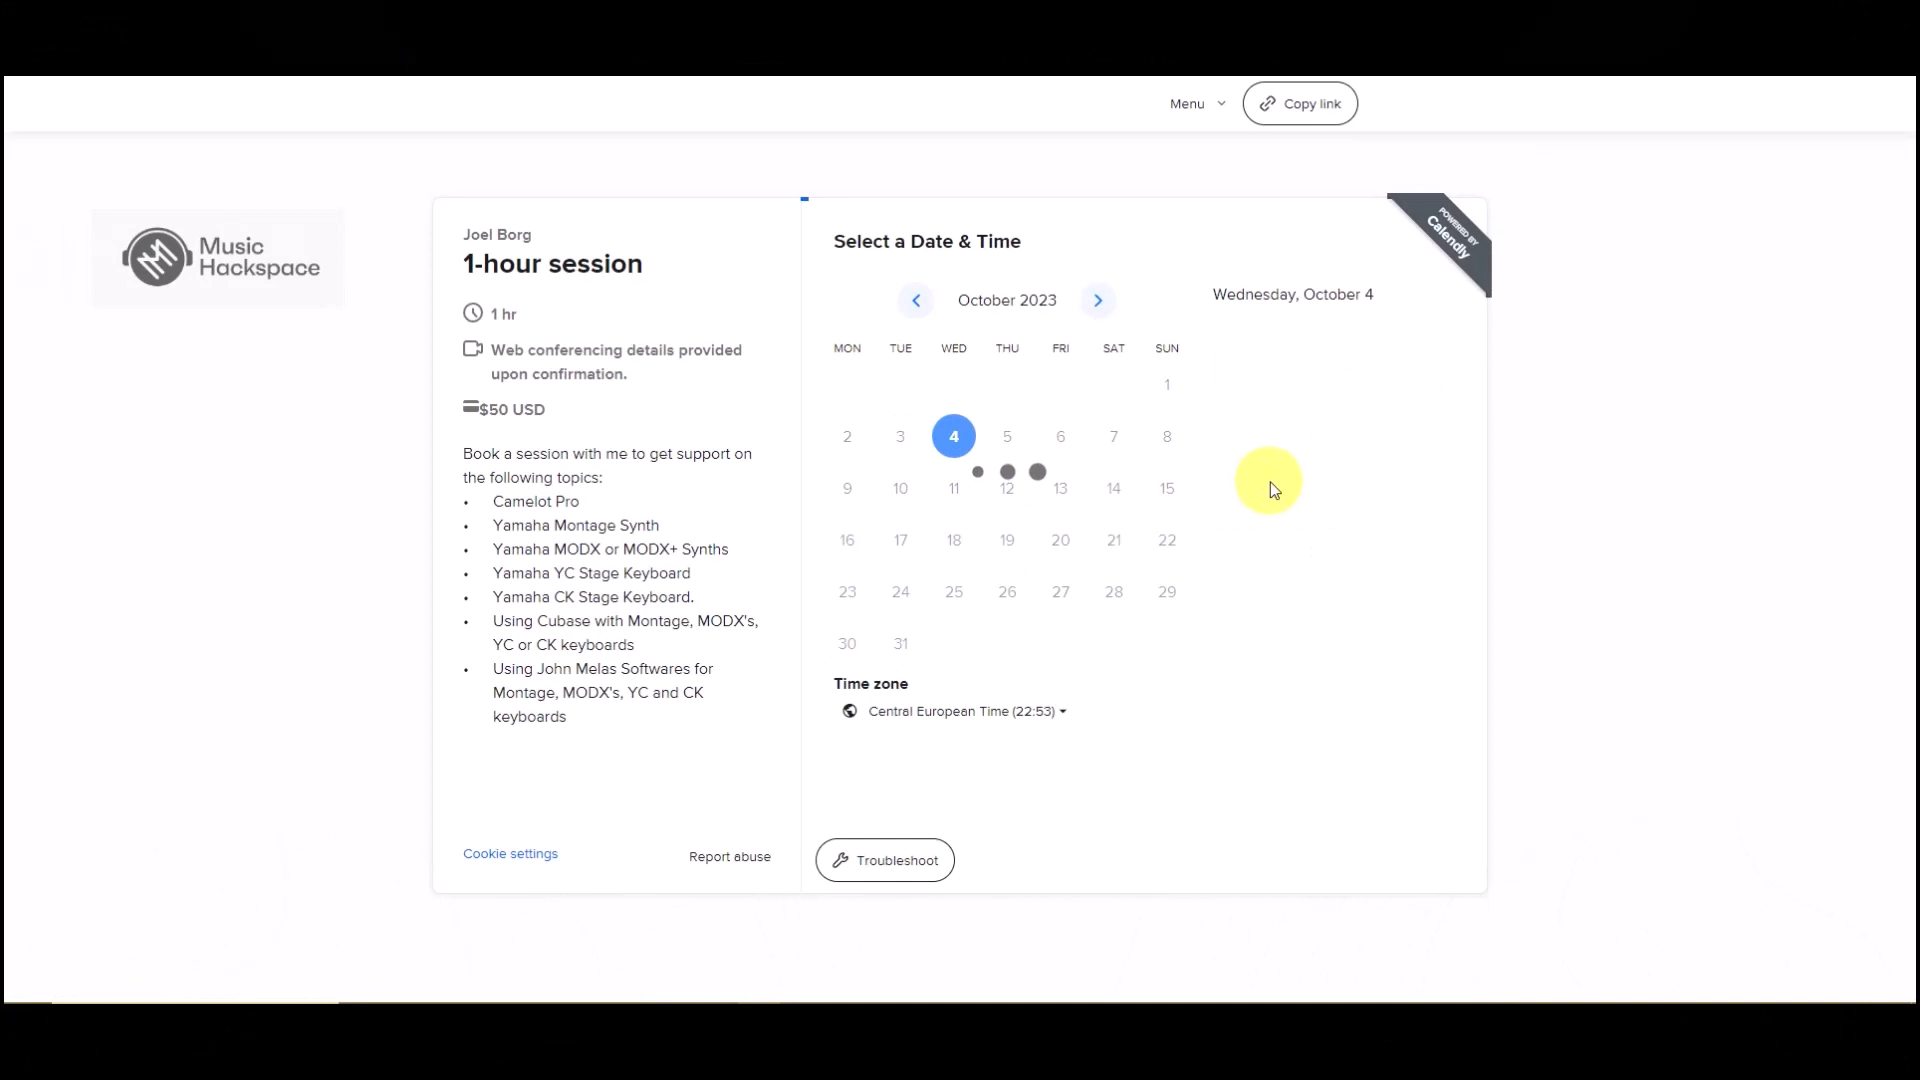 Menu
Copy link
Music
Hackspace
Joel Borg
1-hour session
1 hr
Web conferencing details provided
upon confirmation.
$50 USD
Book a session with me to get support on
the following topics:
• Camelot Pro
• Yamaha Montage Synth
• Yamaha MODX or MODX+ Synths
• Yamaha YC Stage Keyboard
• Yamaha CK Stage Keyboard.
• Using Cubase with Montage, MODX's,
YC or CK keyboards
• Using John Melas Softwares for
Montage, MODX's, YC and CK
keyboards
Cookie settings
Report abuse
Select a Date & Time
October 2023
MON TUE WED THU FRI SAT SUN
1
2 3 4 5 6 7 8
9 10 11 12 13 14 15
16 17 18 19 20 21 22
23 24 25 26 27 28 29
30 31
Time zone
Central European Time (22:53)
Troubleshoot
Wednesday, October 4
POWERED BY
Calendly